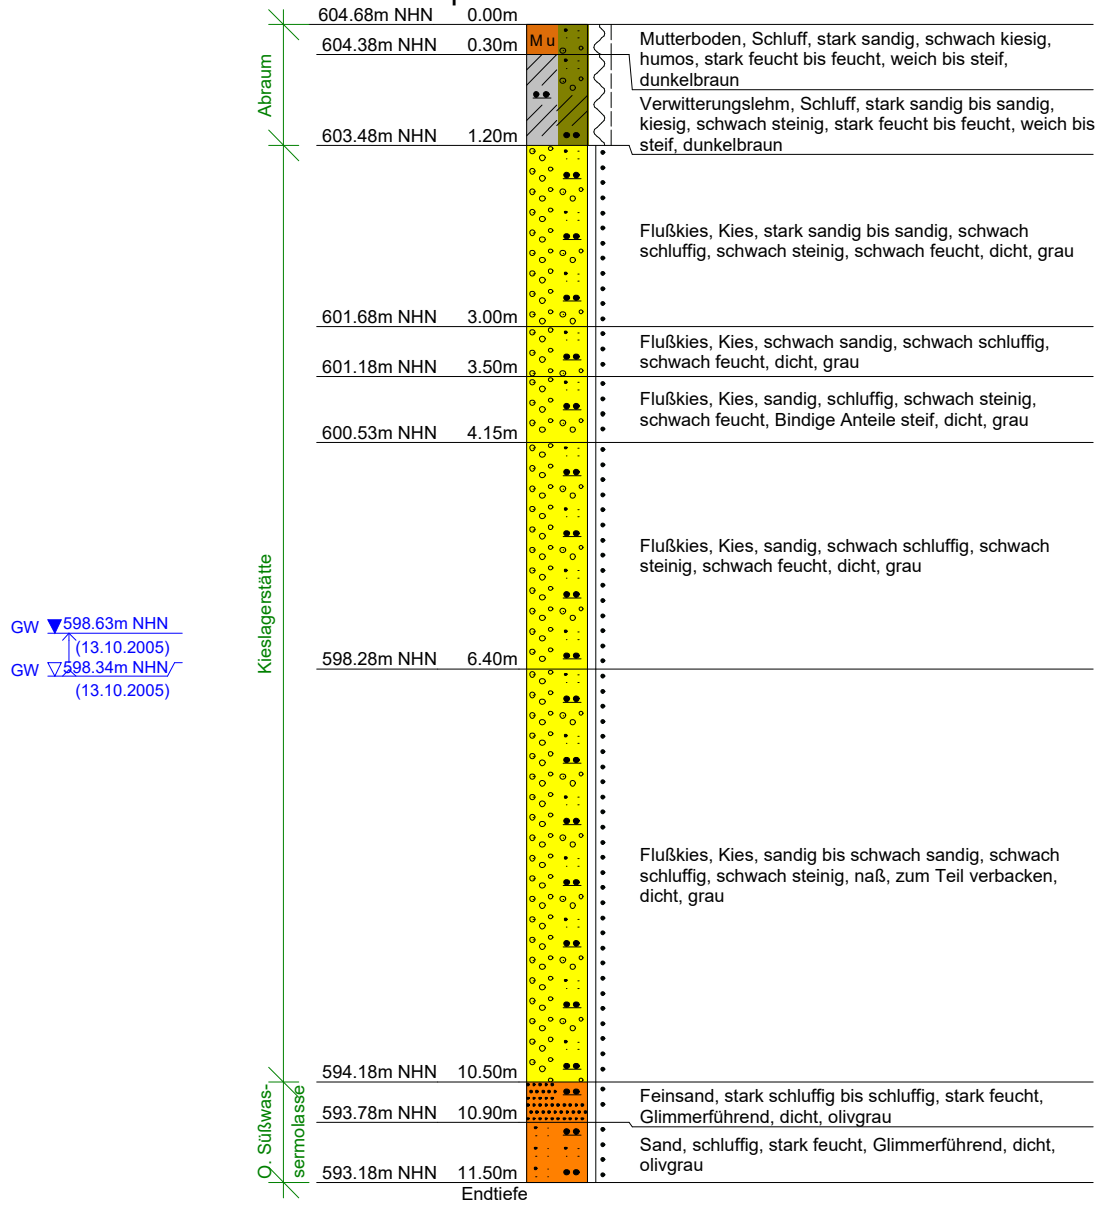 604.68m NHN 0.00m
604.38m NHN 0.30m
Mu
Mutterboden, Schluff, stark sandig, schwach kiesig,
humos, stark feucht bis feucht, weich bis steif,
dunkelbraun
Abraum
603.48m NHN 1.20m
Verwitterungslehm, Schluff, stark sandig bis sandig,
kiesig, schwach steinig, stark feucht bis feucht, weich bis
steif, dunkelbraun
Flußkies, Kies, stark sandig bis sandig, schwach
schluffig, schwach steinig, schwach feucht, dicht, grau
601.68m NHN 3.00m
Flußkies, Kies, schwach sandig, schwach schluffig,
schwach feucht, dicht, grau
601.18m NHN 3.50m
Flußkies, Kies, sandig, schluffig, schwach steinig,
schwach feucht, Bindige Anteile steif, dicht, grau
600.53m NHN 4.15m
Flußkies, Kies, sandig, schwach schluffig, schwach
steinig, schwach feucht, dicht, grau
Kieslagerstätte
GW 598.63m NHN
(13.10.2005)
GW 598.34m NHN
(13.10.2005)
598.28m NHN 6.40m
Flußkies, Kies, sandig bis schwach sandig, schwach
schluffig, schwach steinig, naß, zum Teil verbacken,
dicht, grau
594.18m NHN 10.50m
Feinsand, stark schluffig bis schluffig, stark feucht,
Glimmerführend, dicht, olivgrau
593.78m NHN 10.90m
O. Süßwas-
sermolasse
Sand, schluffig, stark feucht, Glimmerführend, dicht,
olivgrau
593.18m NHN 11.50m
Endtiefe